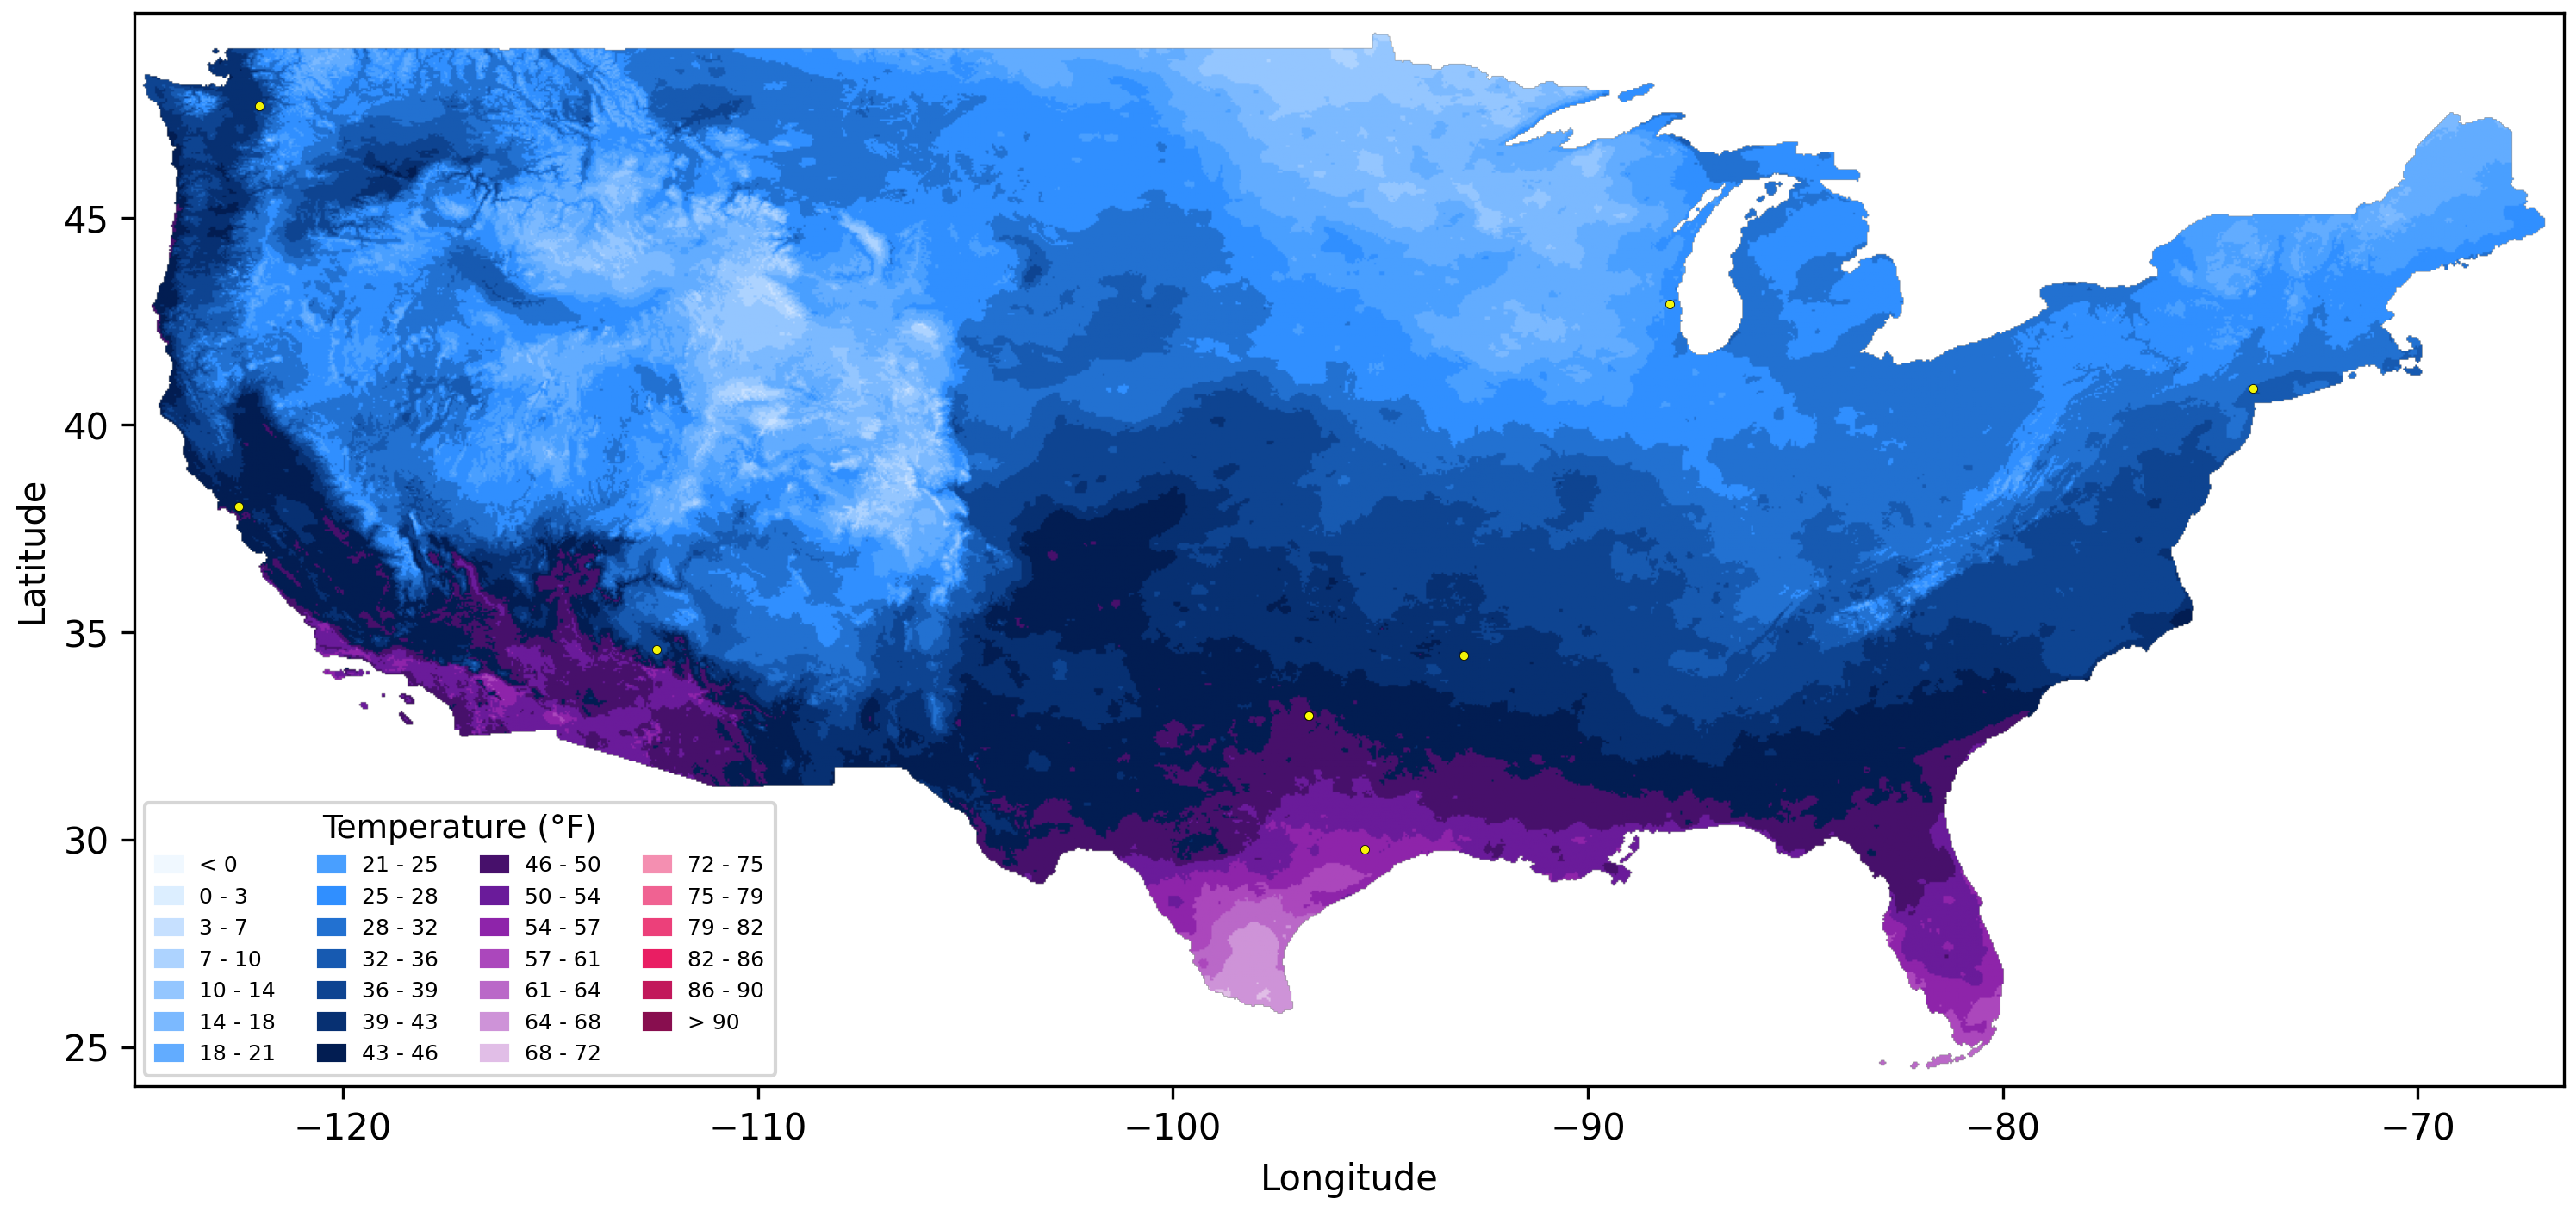 45
40
35
30
25
Latitude
Temperature (°F)
< 0
0 - 3
3 - 7
7 - 10
10 - 14
14 - 18
18 - 21
21 - 25
25 - 28
28 - 32
32 - 36
36 - 39
39 - 43
43 - 46
46 - 50
50 - 54
54 - 57
57 - 61
61 - 64
64 - 68
68 - 72
72 - 75
75 - 79
79 - 82
82 - 86
86 - 90
> 90
−120 −110 −100 −90 −80 −70
Longitude